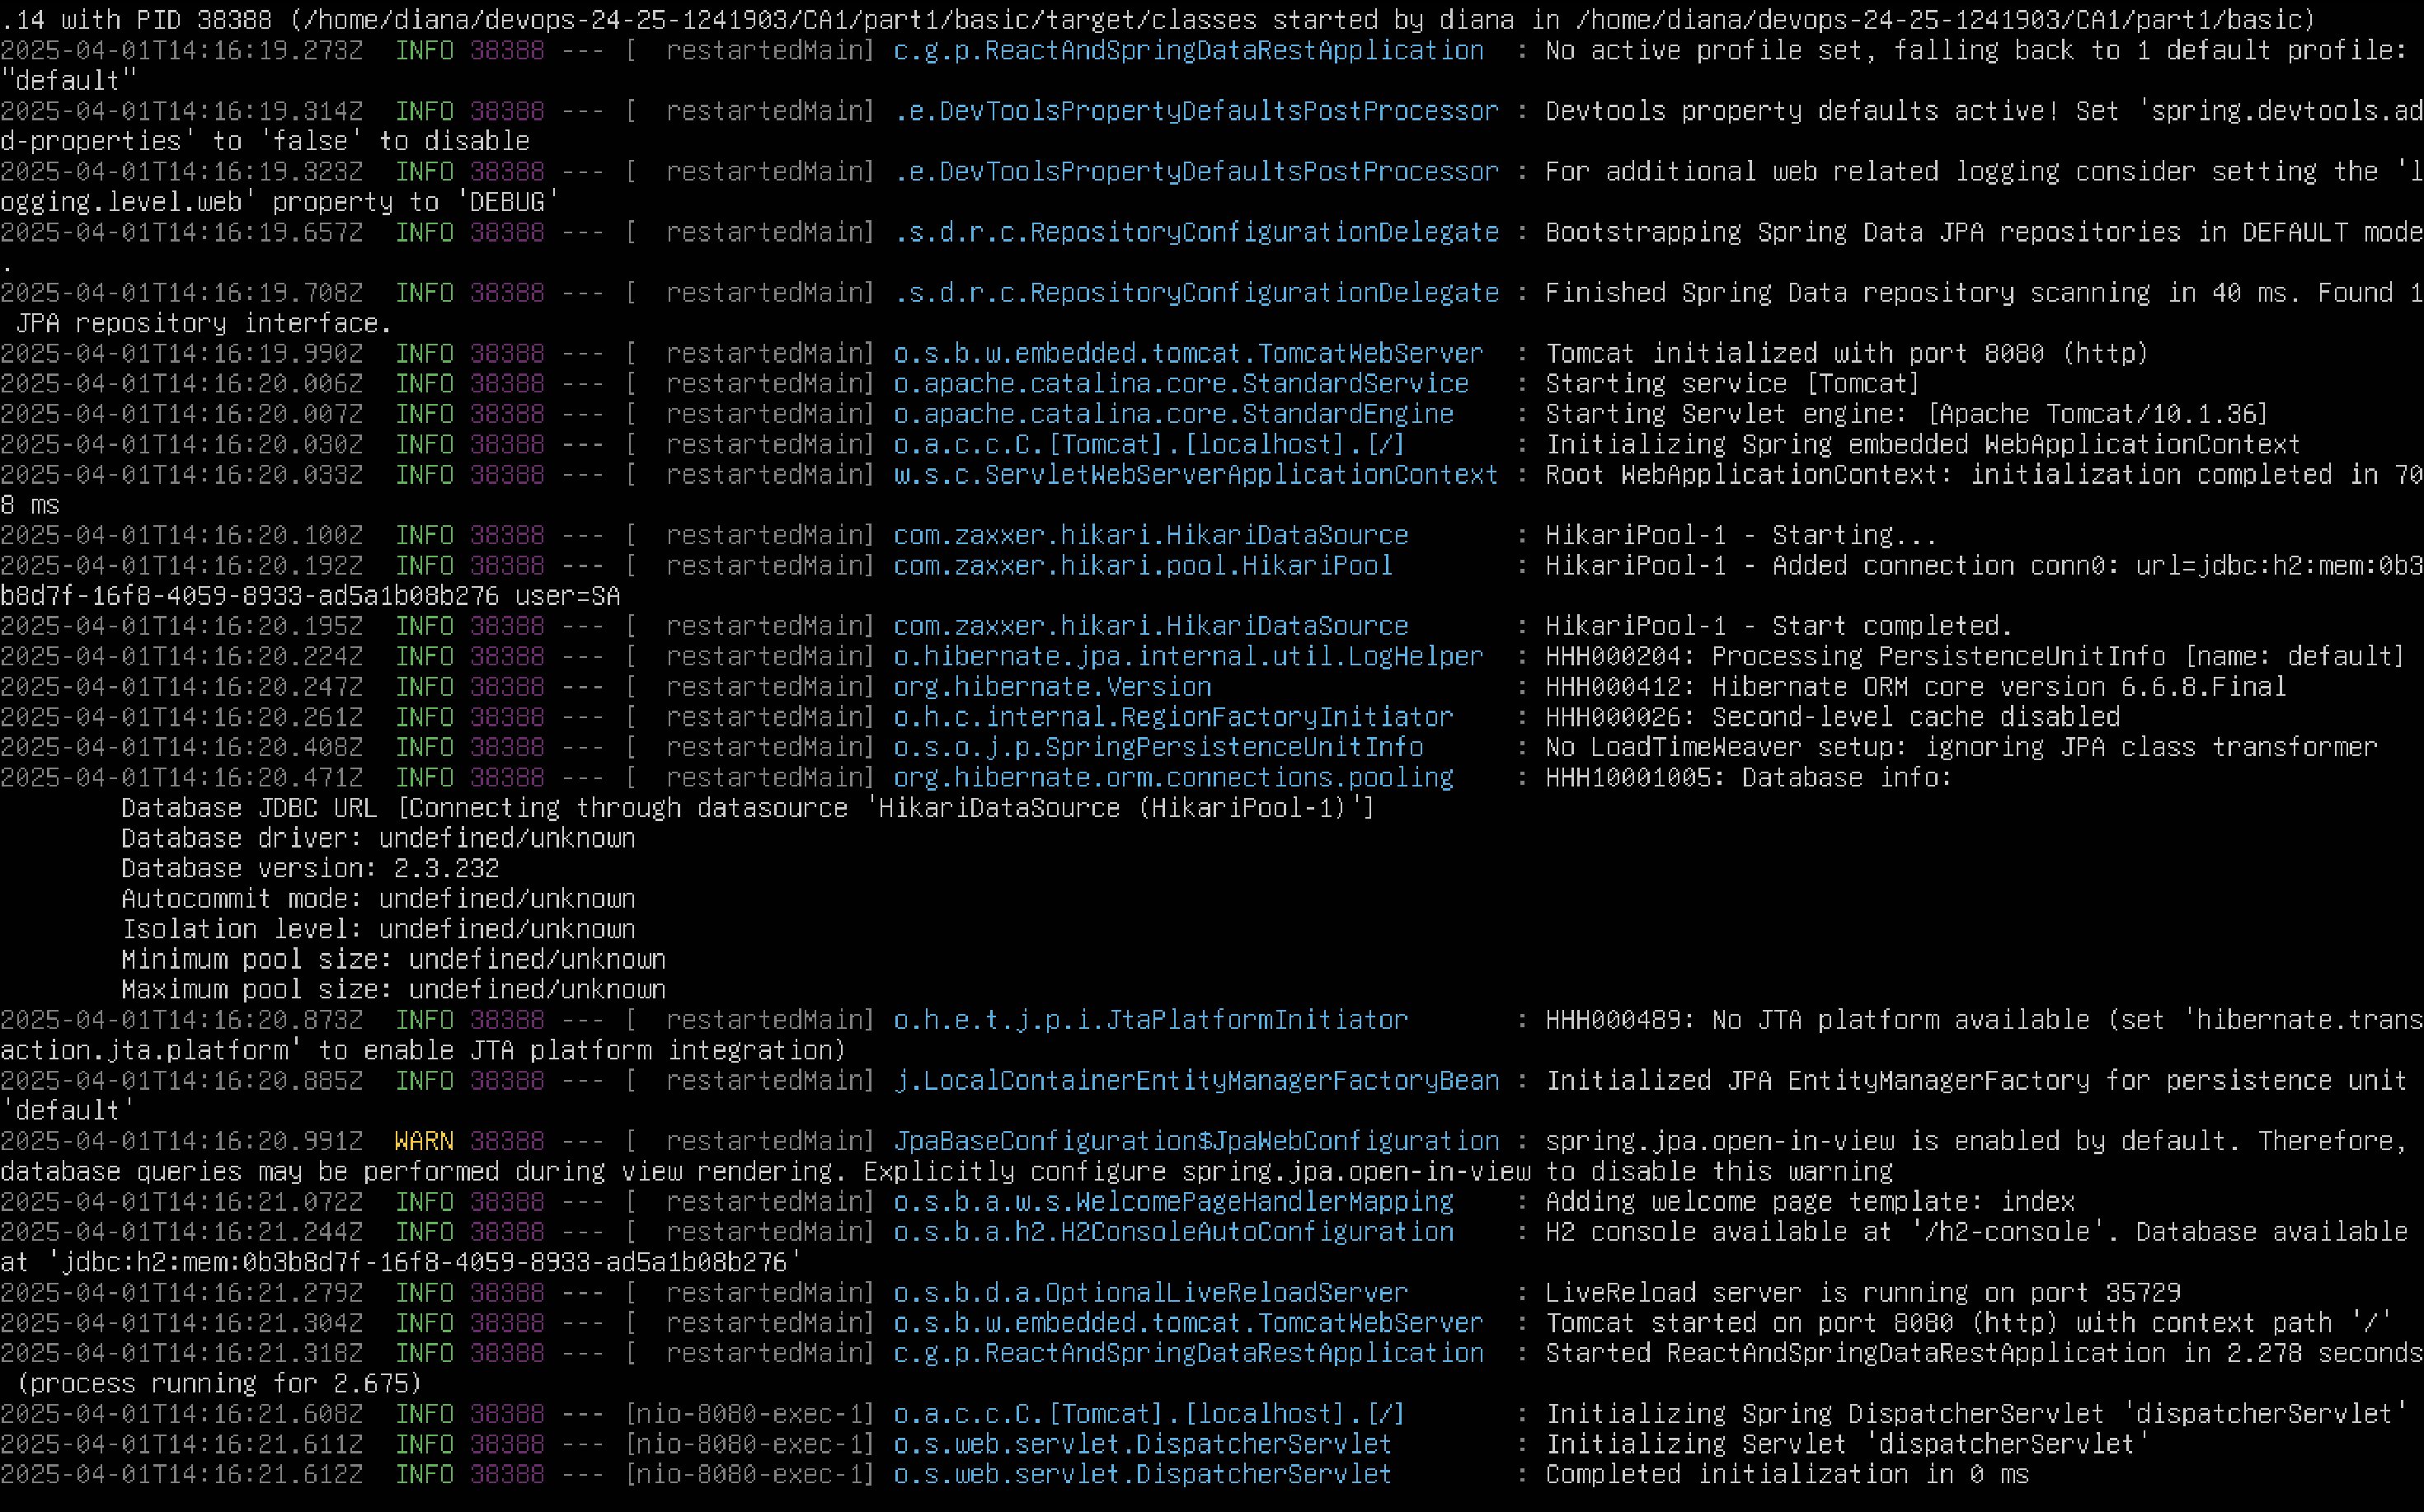 .14 with PID 38388 (/home/diana/devops-24-25-1241903/CA1/part1/basic/target/classes started by diana in /home/diana/devops-24-25-1241903/CA1/part1/basic)
2025-04-01T14:16:19.273Z  INFO 38388 --- [  restartedMain] c.g.p.ReactAndSpringDataRestApplication  : No active profile set, falling back to 1 default profile:
"default"
2025-04-01T14:16:19.314Z  INFO 38388 --- [  restartedMain] .e.DevToolsPropertyDefaultsPostProcessor : Devtools property defaults active! Set 'spring.devtools.ad
d-properties' to 'false' to disable
2025-04-01T14:16:19.323Z  INFO 38388 --- [  restartedMain] .e.DevToolsPropertyDefaultsPostProcessor : For additional web related logging consider setting the 'l
ogging.level.web' property to 'DEBUG'
2025-04-01T14:16:19.657Z  INFO 38388 --- [  restartedMain] .s.d.r.c.RepositoryConfigurationDelegate : Bootstrapping Spring Data JPA repositories in DEFAULT mode
.
2025-04-01T14:16:19.708Z  INFO 38388 --- [  restartedMain] .s.d.r.c.RepositoryConfigurationDelegate : Finished Spring Data repository scanning in 40 ms. Found 1
 JPA repository interface.
2025-04-01T14:16:19.990Z  INFO 38388 --- [  restartedMain] o.s.b.w.embedded.tomcat.TomcatWebServer  : Tomcat initialized with port 8080 (http)
2025-04-01T14:16:20.006Z  INFO 38388 --- [  restartedMain] o.apache.catalina.core.StandardService   : Starting service [Tomcat]
2025-04-01T14:16:20.007Z  INFO 38388 --- [  restartedMain] o.apache.catalina.core.StandardEngine    : Starting Servlet engine: [Apache Tomcat/10.1.36]
2025-04-01T14:16:20.030Z  INFO 38388 --- [  restartedMain] o.a.c.c.C.[Tomcat].[localhost].[/]       : Initializing Spring embedded WebApplicationContext
2025-04-01T14:16:20.033Z  INFO 38388 --- [  restartedMain] w.s.c.ServletWebServerApplicationContext : Root WebApplicationContext: initialization completed in 70
8 ms
2025-04-01T14:16:20.100Z  INFO 38388 --- [  restartedMain] com.zaxxer.hikari.HikariDataSource       : HikariPool-1 - Starting...
2025-04-01T14:16:20.192Z  INFO 38388 --- [  restartedMain] com.zaxxer.hikari.pool.HikariPool        : HikariPool-1 - Added connection conn0: url=jdbc:h2:mem:0b3
b8d7f-16f8-4059-8933-ad5a1b08b276 user=SA
2025-04-01T14:16:20.195Z  INFO 38388 --- [  restartedMain] com.zaxxer.hikari.HikariDataSource       : HikariPool-1 - Start completed.
2025-04-01T14:16:20.224Z  INFO 38388 --- [  restartedMain] o.hibernate.jpa.internal.util.LogHelper  : HHH000204: Processing PersistenceUnitInfo [name: default]
2025-04-01T14:16:20.247Z  INFO 38388 --- [  restartedMain] org.hibernate.Version                    : HHH000412: Hibernate ORM core version 6.6.8.Final
2025-04-01T14:16:20.261Z  INFO 38388 --- [  restartedMain] o.h.c.internal.RegionFactoryInitiator    : HHH000026: Second-level cache disabled
2025-04-01T14:16:20.408Z  INFO 38388 --- [  restartedMain] o.s.o.j.p.SpringPersistenceUnitInfo      : No LoadTimeWeaver setup: ignoring JPA class transformer
2025-04-01T14:16:20.471Z  INFO 38388 --- [  restartedMain] org.hibernate.orm.connections.pooling    : HHH10001005: Database info:
        Database JDBC URL [Connecting through datasource 'HikariDataSource (HikariPool-1)']
        Database driver: undefined/unknown
        Database version: 2.3.232
        Autocommit mode: undefined/unknown
        Isolation level: undefined/unknown
        Minimum pool size: undefined/unknown
        Maximum pool size: undefined/unknown
2025-04-01T14:16:20.873Z  INFO 38388 --- [  restartedMain] o.h.e.t.j.p.i.JtaPlatformInitiator       : HHH000489: No JTA platform available (set 'hibernate.trans
action.jta.platform' to enable JTA platform integration)
2025-04-01T14:16:20.885Z  INFO 38388 --- [  restartedMain] j.LocalContainerEntityManagerFactoryBean : Initialized JPA EntityManagerFactory for persistence unit
'default'
2025-04-01T14:16:20.991Z  WARN 38388 --- [  restartedMain] JpaBaseConfiguration$JpaWebConfiguration : spring.jpa.open-in-view is enabled by default. Therefore,
database queries may be performed during view rendering. Explicitly configure spring.jpa.open-in-view to disable this warning
2025-04-01T14:16:21.072Z  INFO 38388 --- [  restartedMain] o.s.b.a.w.s.WelcomePageHandlerMapping    : Adding welcome page template: index
2025-04-01T14:16:21.244Z  INFO 38388 --- [  restartedMain] o.s.b.a.h2.H2ConsoleAutoConfiguration    : H2 console available at '/h2-console'. Database available
at 'jdbc:h2:mem:0b3b8d7f-16f8-4059-8933-ad5a1b08b276'
2025-04-01T14:16:21.279Z  INFO 38388 --- [  restartedMain] o.s.b.d.a.OptionalLiveReloadServer       : LiveReload server is running on port 35729
2025-04-01T14:16:21.304Z  INFO 38388 --- [  restartedMain] o.s.b.w.embedded.tomcat.TomcatWebServer  : Tomcat started on port 8080 (http) with context path '/'
2025-04-01T14:16:21.318Z  INFO 38388 --- [  restartedMain] c.g.p.ReactAndSpringDataRestApplication  : Started ReactAndSpringDataRestApplication in 2.278 seconds
 (process running for 2.675)
2025-04-01T14:16:21.608Z  INFO 38388 --- [nio-8080-exec-1] o.a.c.c.C.[Tomcat].[localhost].[/]       : Initializing Spring DispatcherServlet 'dispatcherServlet'
2025-04-01T14:16:21.611Z  INFO 38388 --- [nio-8080-exec-1] o.s.web.servlet.DispatcherServlet        : Initializing Servlet 'dispatcherServlet'
2025-04-01T14:16:21.612Z  INFO 38388 --- [nio-8080-exec-1] o.s.web.servlet.DispatcherServlet        : Completed initialization in 0 ms